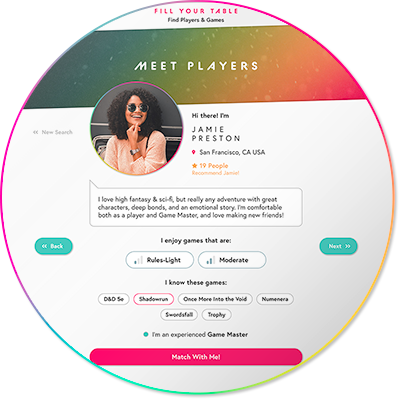 FILL YOUR TABLE
Find Players & Games
MEET PLAYERS
Hi there! I'm
JAMIE
PRESTON
<< New Search
San Francisco, CA USA
★ 19 People
Recommend Jamie!
I love high fantasy & sci-fi, but really any adventure with great
characters, deep bonds, and an emotional story. I'm comfortable
both as a player and Game Master, and love making new friends!
<< Back
Next >>
I enjoy games that are:
Rules-Light
Moderate
I know these games:
D&D 5e
Shadowrun
Once More Into the Void
Numenera
Swordsfall
Trophy
I'm an experienced Game Master
Match With Me!